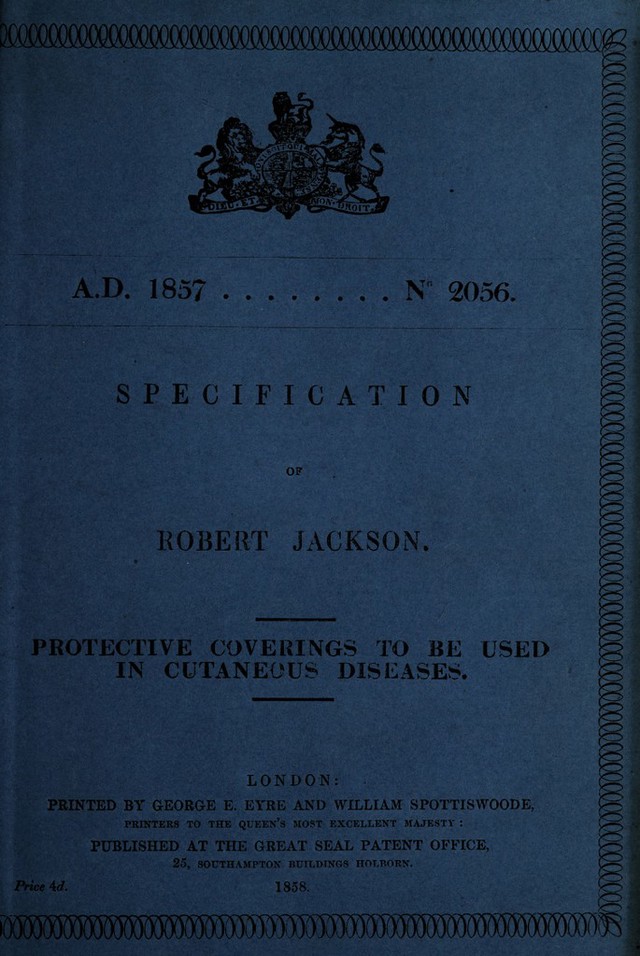 DIEU ET MON DROIT
A.D. 1857 . . . . . . . . Nº 2056.
SPECIFICATION
OF
ROBERT JACKSON.
PROTECTIVE COVERINGS TO BE USED
IN CUTANEOUS DISEASES.
LONDON:
PRINTED BY GEORGE E. EYRE AND WILLIAM SPOTTISWOODE,
PRINTERS TO THE QUEEN'S MOST EXCELLENT MAJESTY :
PUBLISHED AT THE GREAT SEAL PATENT OFFICE,
25, SOUTHAMPTON BUILDINGS HOLBORN.
Price 4d. 1858.